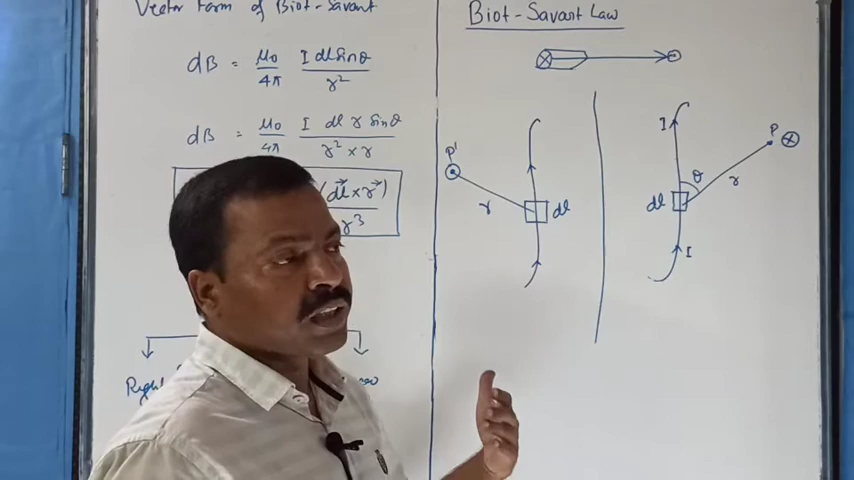 Vector Form of Biot-Savart
dB = μ₀/4π I dl sinθ/r²
dB = μ₀/4π I dl r sinθ/r² × r
(dl⃗ × r⃗)/r³
Biot-Savart Law
P'
r
dl
I
θ
P
r
dl
I